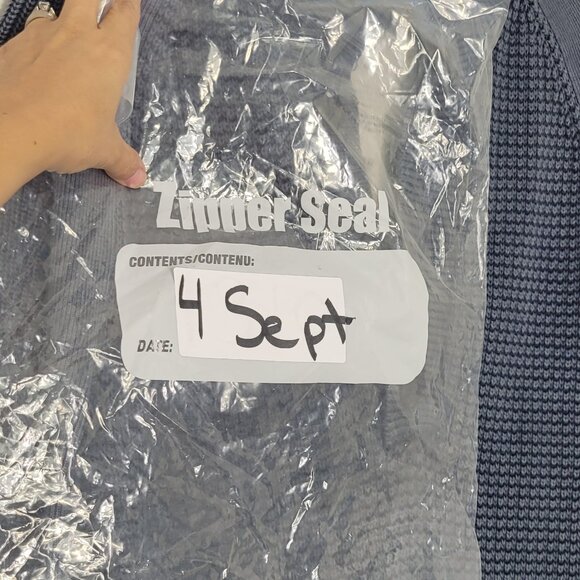 Zipper Seal
CONTENTS/CONTENU:
4 Sept
DATE: